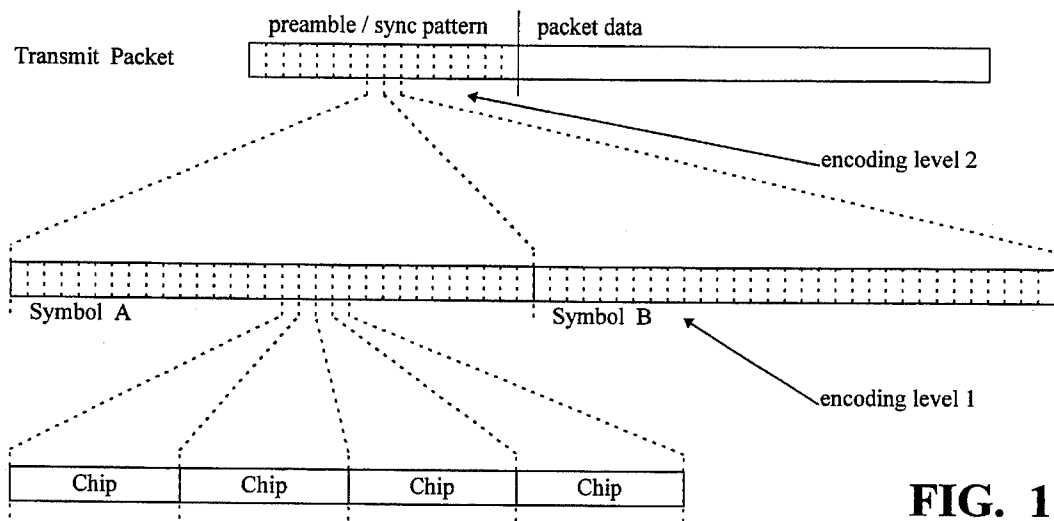 preamble / sync pattern
packet data
Transmit Packet
encoding level 2
Symbol A
Symbol B
encoding level 1
Chip
Chip
Chip
Chip
FIG. 1